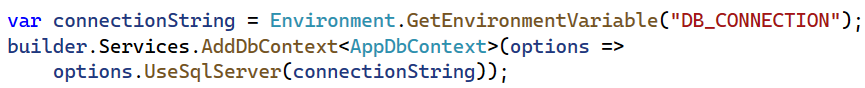 var connectionString = Environment.GetEnvironmentVariable("DB_CONNECTION");
builder.Services.AddDbContext<AppDbContext>(options =>
    options.UseSqlServer(connectionString));